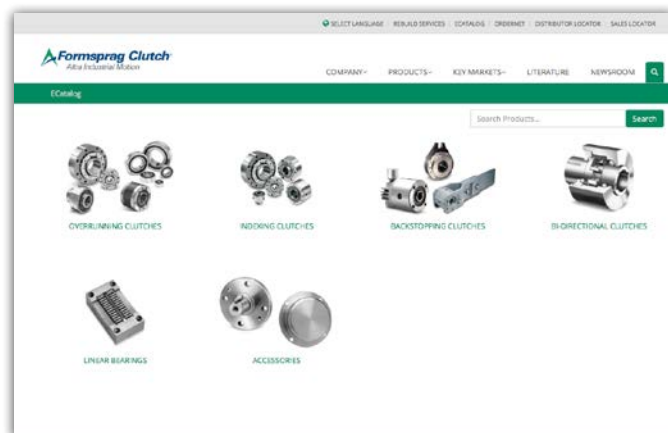 SELECT LANGUAGE | REBUILD SERVICES | ECATALOG | ORDERNET | DISTRIBUTOR LOCATOR | SALES LOCATOR
Formsprag Clutch
Altra Industrial Motion
COMPANY PRODUCTS KEY MARKETS LITERATURE NEWSROOM
ECatalog
Search Products... Search
OVERRUNNING CLUTCHES INDEXING CLUTCHES BACKSTOPPING CLUTCHES BI-DIRECTIONAL CLUTCHES
LINEAR BEARINGS ACCESSORIES